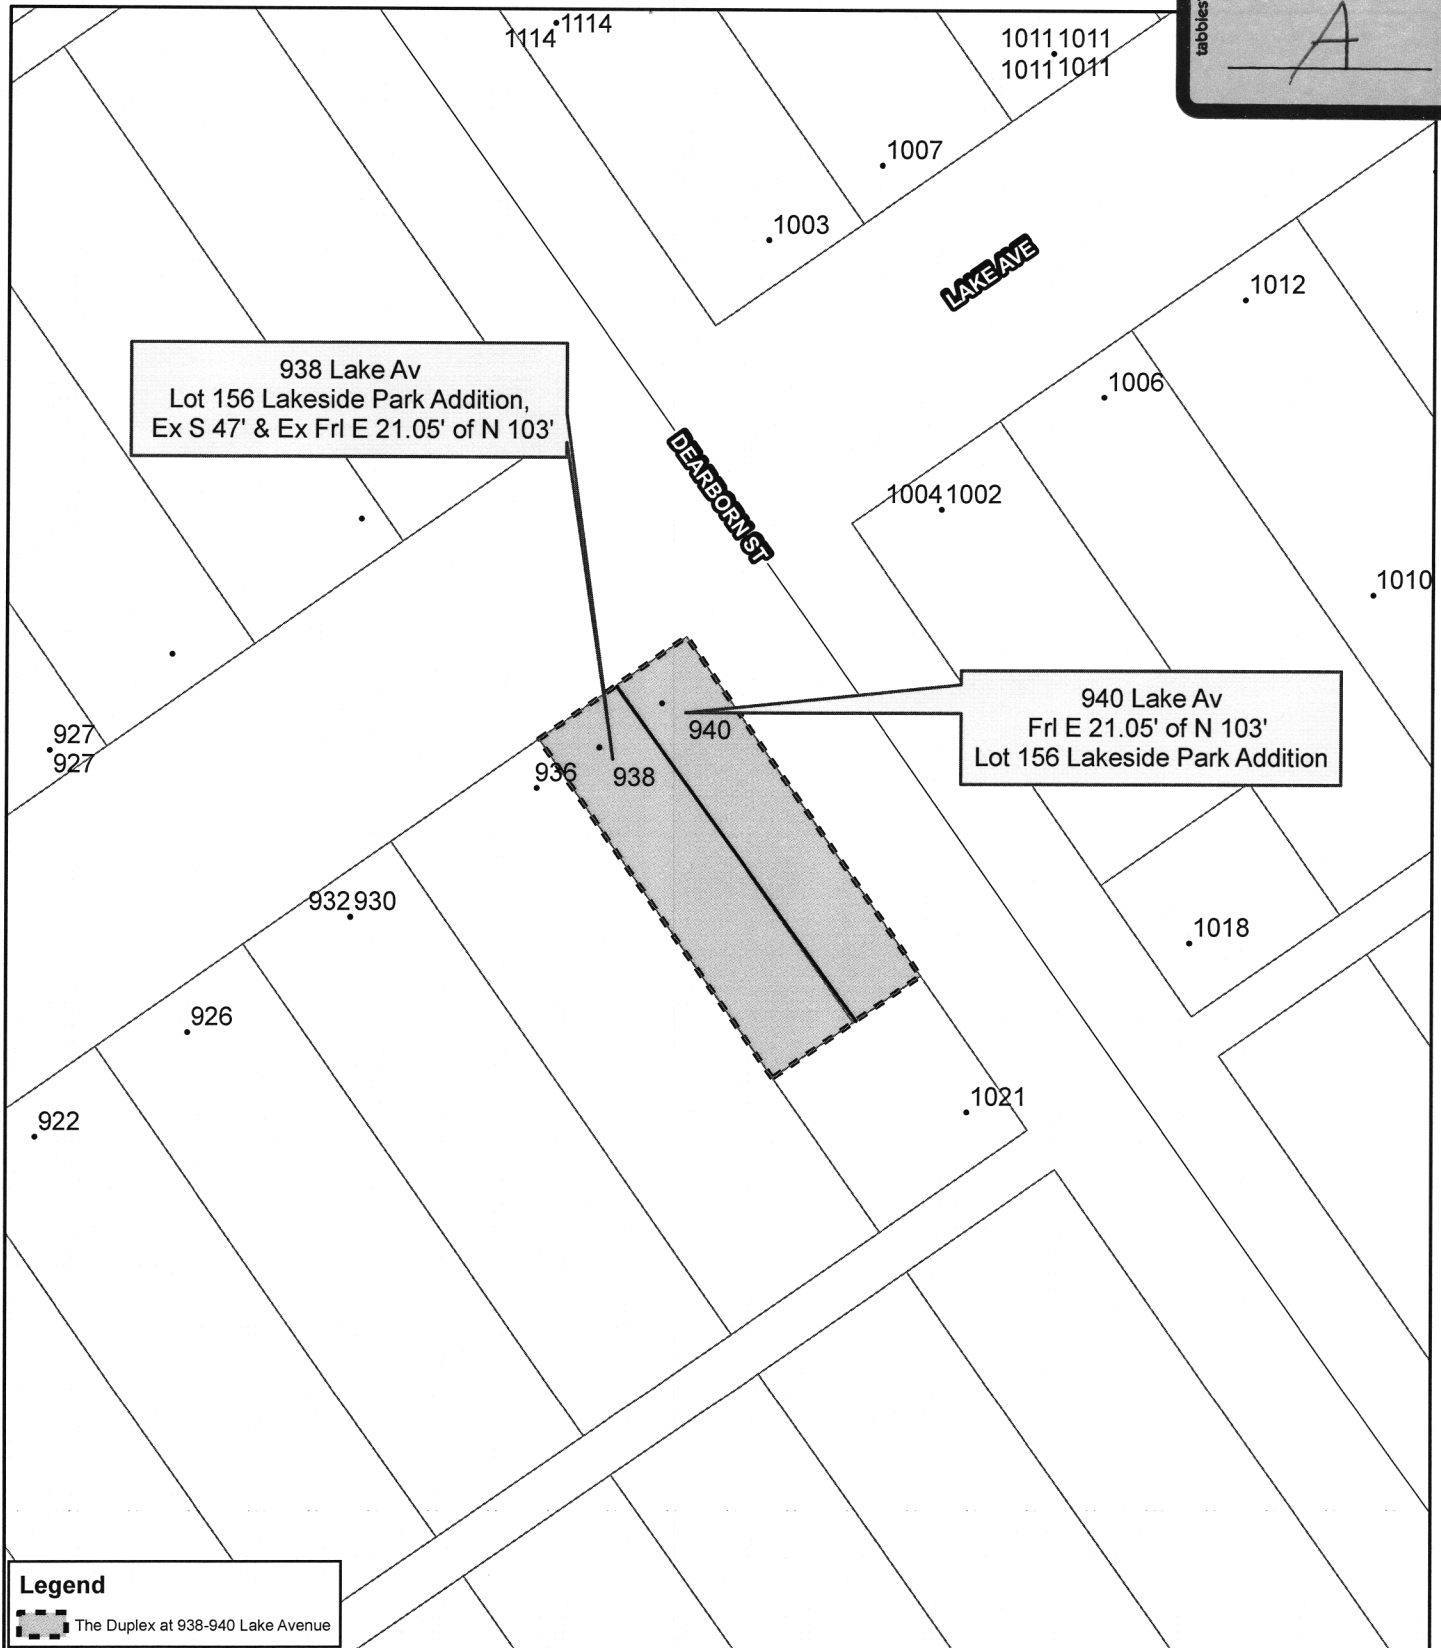 tabbies
A
1114 1114
1011 1011
1011 1011
1007
1003
LAKE AVE
1012
938 Lake Av
Lot 156 Lakeside Park Addition,
Ex S 47' & Ex Frl E 21.05' of N 103'
1006
DEARBORN ST
1004 1002
1010
940 Lake Av
Frl E 21.05' of N 103'
Lot 156 Lakeside Park Addition
940
927
927
936
938
932 930
1018
926
1021
922
Legend
The Duplex at 938-940 Lake Avenue